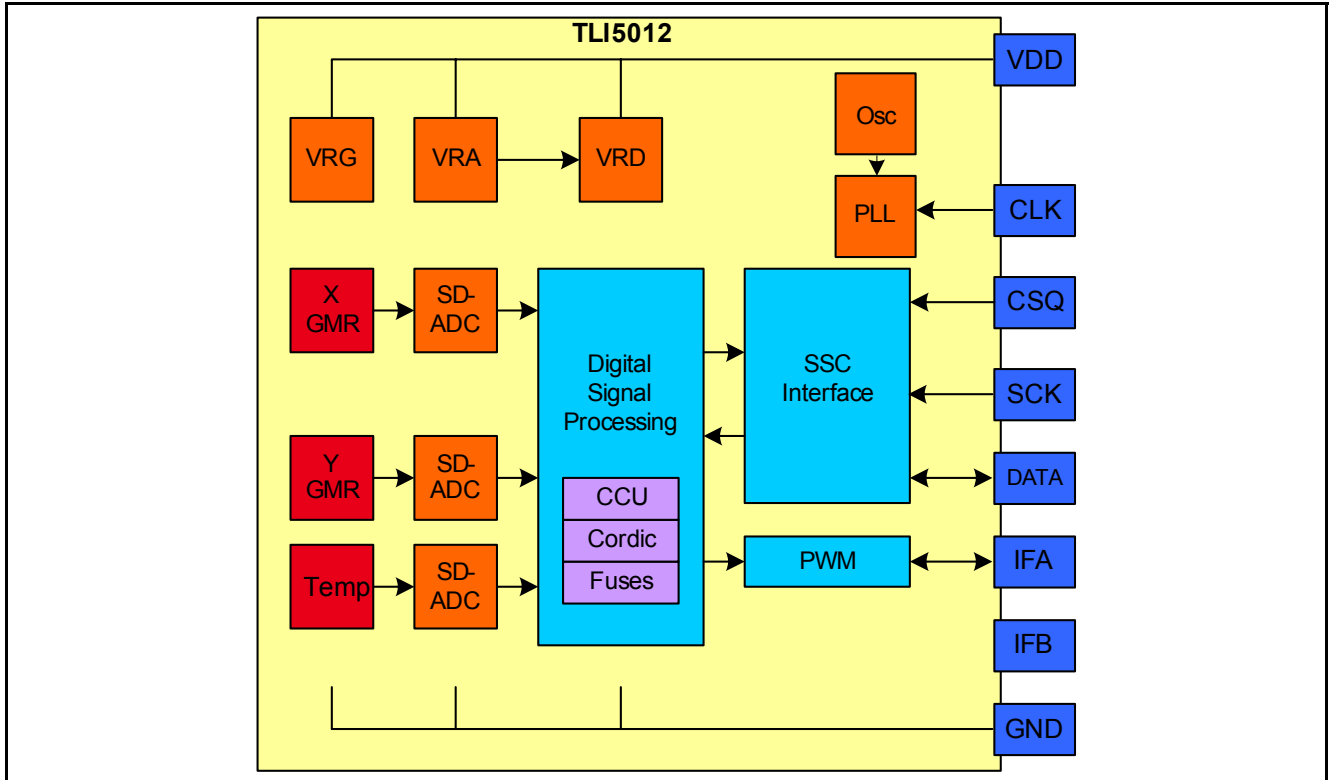 TLI5012
VDD
Osc
VRG
VRA
VRD
PLL
CLK
X
GMR
SD-
ADC
Digital
Signal
Processing
SSC
Interface
CSQ
SCK
Y
GMR
SD-
ADC
DATA
CCU
Cordic
Fuses
Temp
SD-
ADC
PWM
IFA
IFB
GND